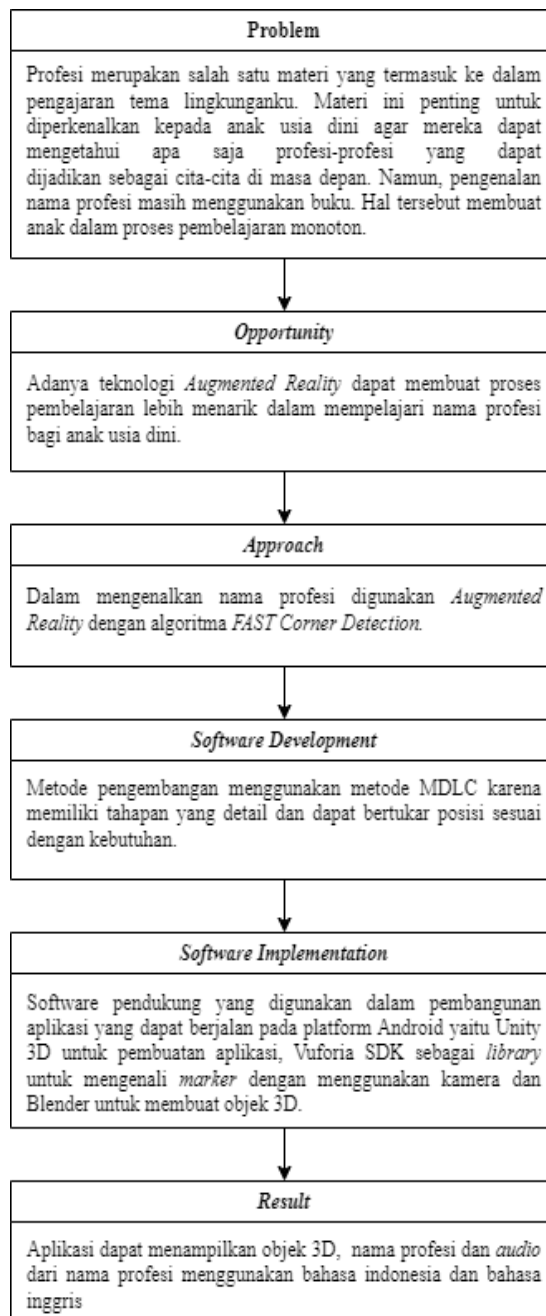 Problem
Profesi merupakan salah satu materi yang termasuk ke dalam
pengajaran tema lingkunganku. Materi ini penting untuk
diperkenalkan kepada anak usia dini agar mereka dapat
mengetahui apa saja profesi-profesi yang dapat
dijadikan sebagai cita-cita di masa depan. Namun, pengenalan
nama profesi masih menggunakan buku. Hal tersebut membuat
anak dalam proses pembelajaran monoton.
Opportunity
Adanya teknologi Augmented Reality dapat membuat proses
pembelajaran lebih menarik dalam mempelajari nama profesi
bagi anak usia dini.
Approach
Dalam mengenalkan nama profesi digunakan Augmented
Reality dengan algoritma FAST Corner Detection.
Software Development
Metode pengembangan menggunakan metode MDLC karena
memiliki tahapan yang detail dan dapat bertukar posisi sesuai
dengan kebutuhan.
Software Implementation
Software pendukung yang digunakan dalam pembangunan
aplikasi yang dapat berjalan pada platform Android yaitu Unity
3D untuk pembuatan aplikasi, Vuforia SDK sebagai library
untuk mengenali marker dengan menggunakan kamera dan
Blender untuk membuat objek 3D.
Result
Aplikasi dapat menampilkan objek 3D, nama profesi dan audio
dari nama profesi menggunakan bahasa indonesia dan bahasa
inggris